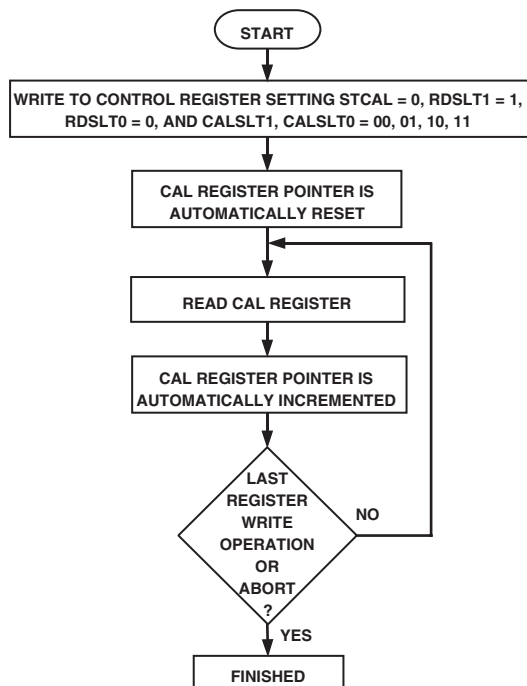 START
WRITE TO CONTROL REGISTER SETTING STCAL = 0, RDSLT1 = 1,
RDSLT0 = 0, AND CALSLT1, CALSLT0 = 00, 01, 10, 11
CAL REGISTER POINTER IS
AUTOMATICALLY RESET
READ CAL REGISTER
CAL REGISTER POINTER IS
AUTOMATICALLY INCREMENTED
LAST
REGISTER
WRITE
OPERATION
OR
ABORT
?
NO
YES
FINISHED